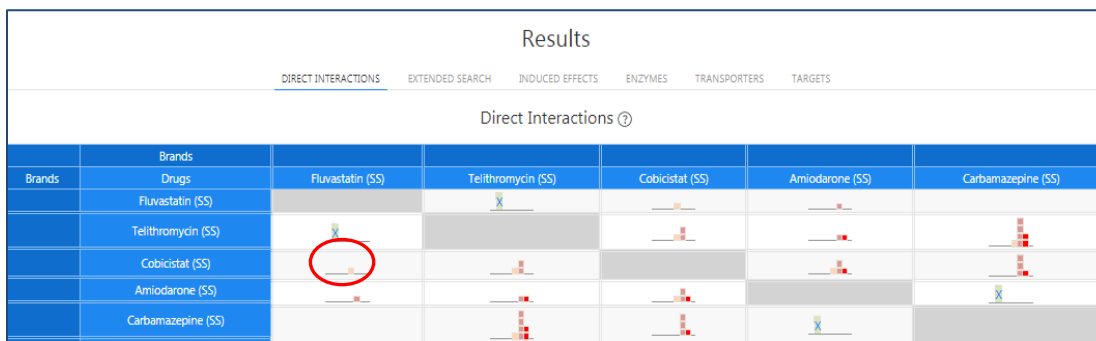 Results
DIRECT INTERACTIONS EXTENDED SEARCH INDUCED EFFECTS ENZYMES TRANSPORTERS TARGETS
Direct Interactions ?
Brands
Brands Drugs Fluvastatin (SS) Telithromycin (SS) Cobicistat (SS) Amiodarone (SS) Carbamazepine (SS)
Fluvastatin (SS) X
Telithromycin (SS) X
Cobicistat (SS)
Amiodarone (SS) X
Carbamazepine (SS) X